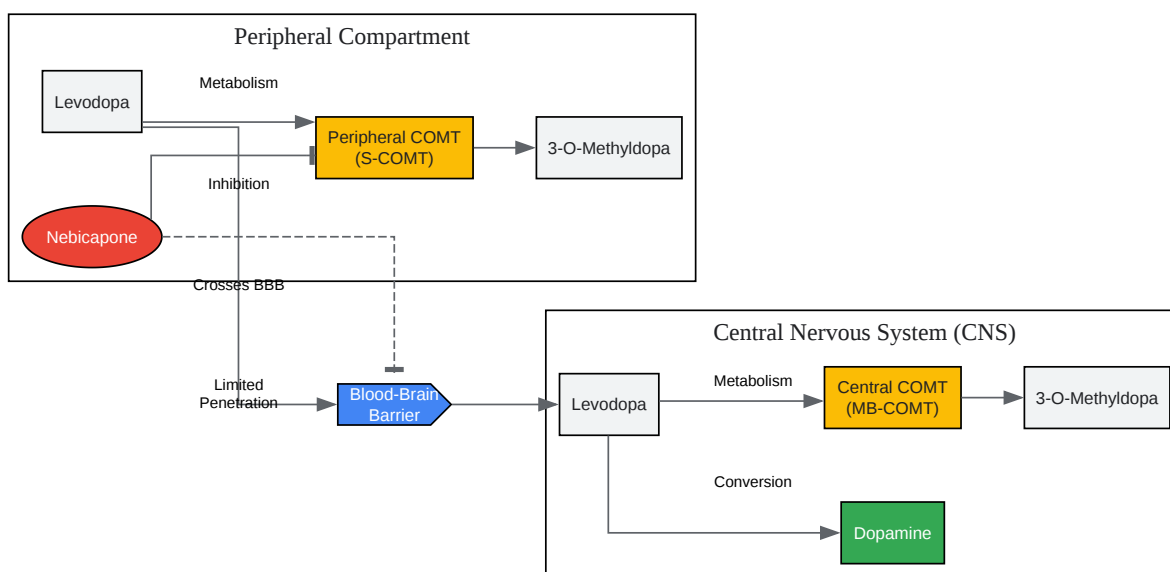 Peripheral Compartment
Metabolism
Levodopa
Peripheral COMT
(S-COMT)
3-O-Methyldopa
Inhibition
Nebicapone
Crosses BBB
Central Nervous System (CNS)
Limited
Penetration
Blood-Brain
Barrier
Levodopa
Metabolism
Central COMT
(MB-COMT)
3-O-Methyldopa
Conversion
Dopamine